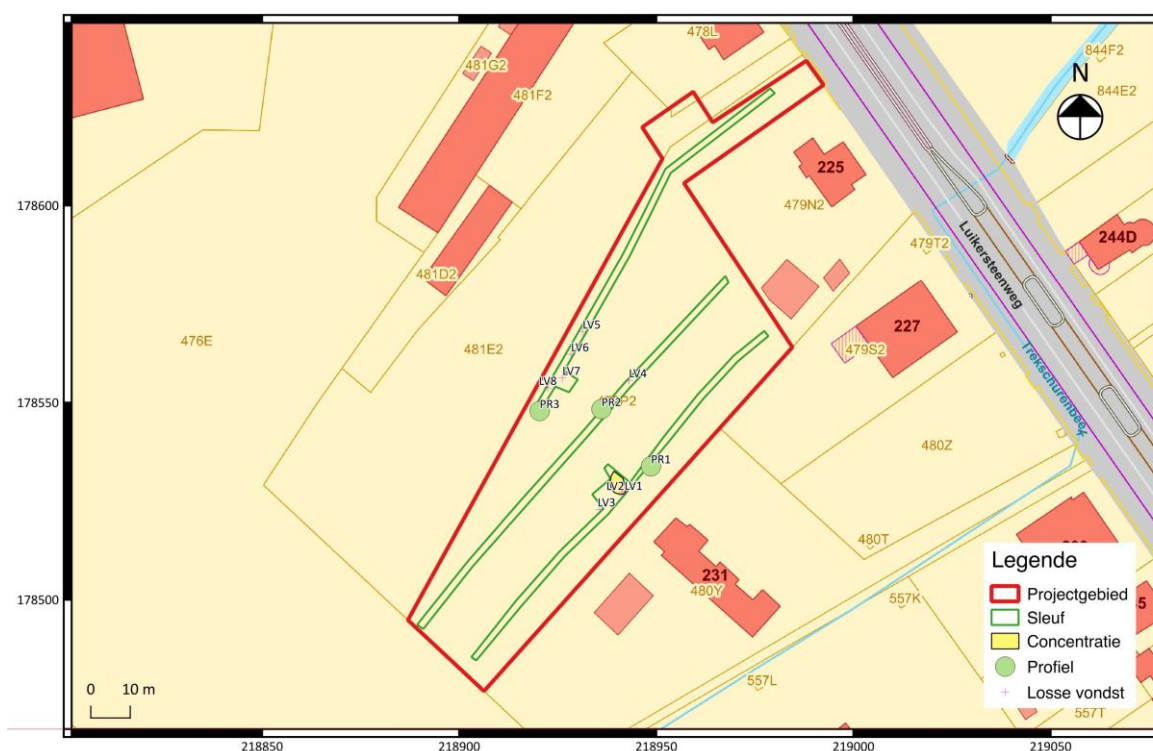 478L
844F2
481G2
N
844E2
481F2
225
178600
479N2
479T2
244D
Luikersteenweg
481D2
LV5
227
476E
481E2
LV6
479S2
LV7
LV8
LV4
Trekschurenbeek
178550
PR3
PR2
P2
480Z
PR1
LV2
LV1
LV3
480T
Legende
231
480Y
557K
Projectgebied
178500
Sleuf
Concentratie
Profiel
557L
Losse vondst
0 10 m
557T
218850
218900
218950
219000
219050